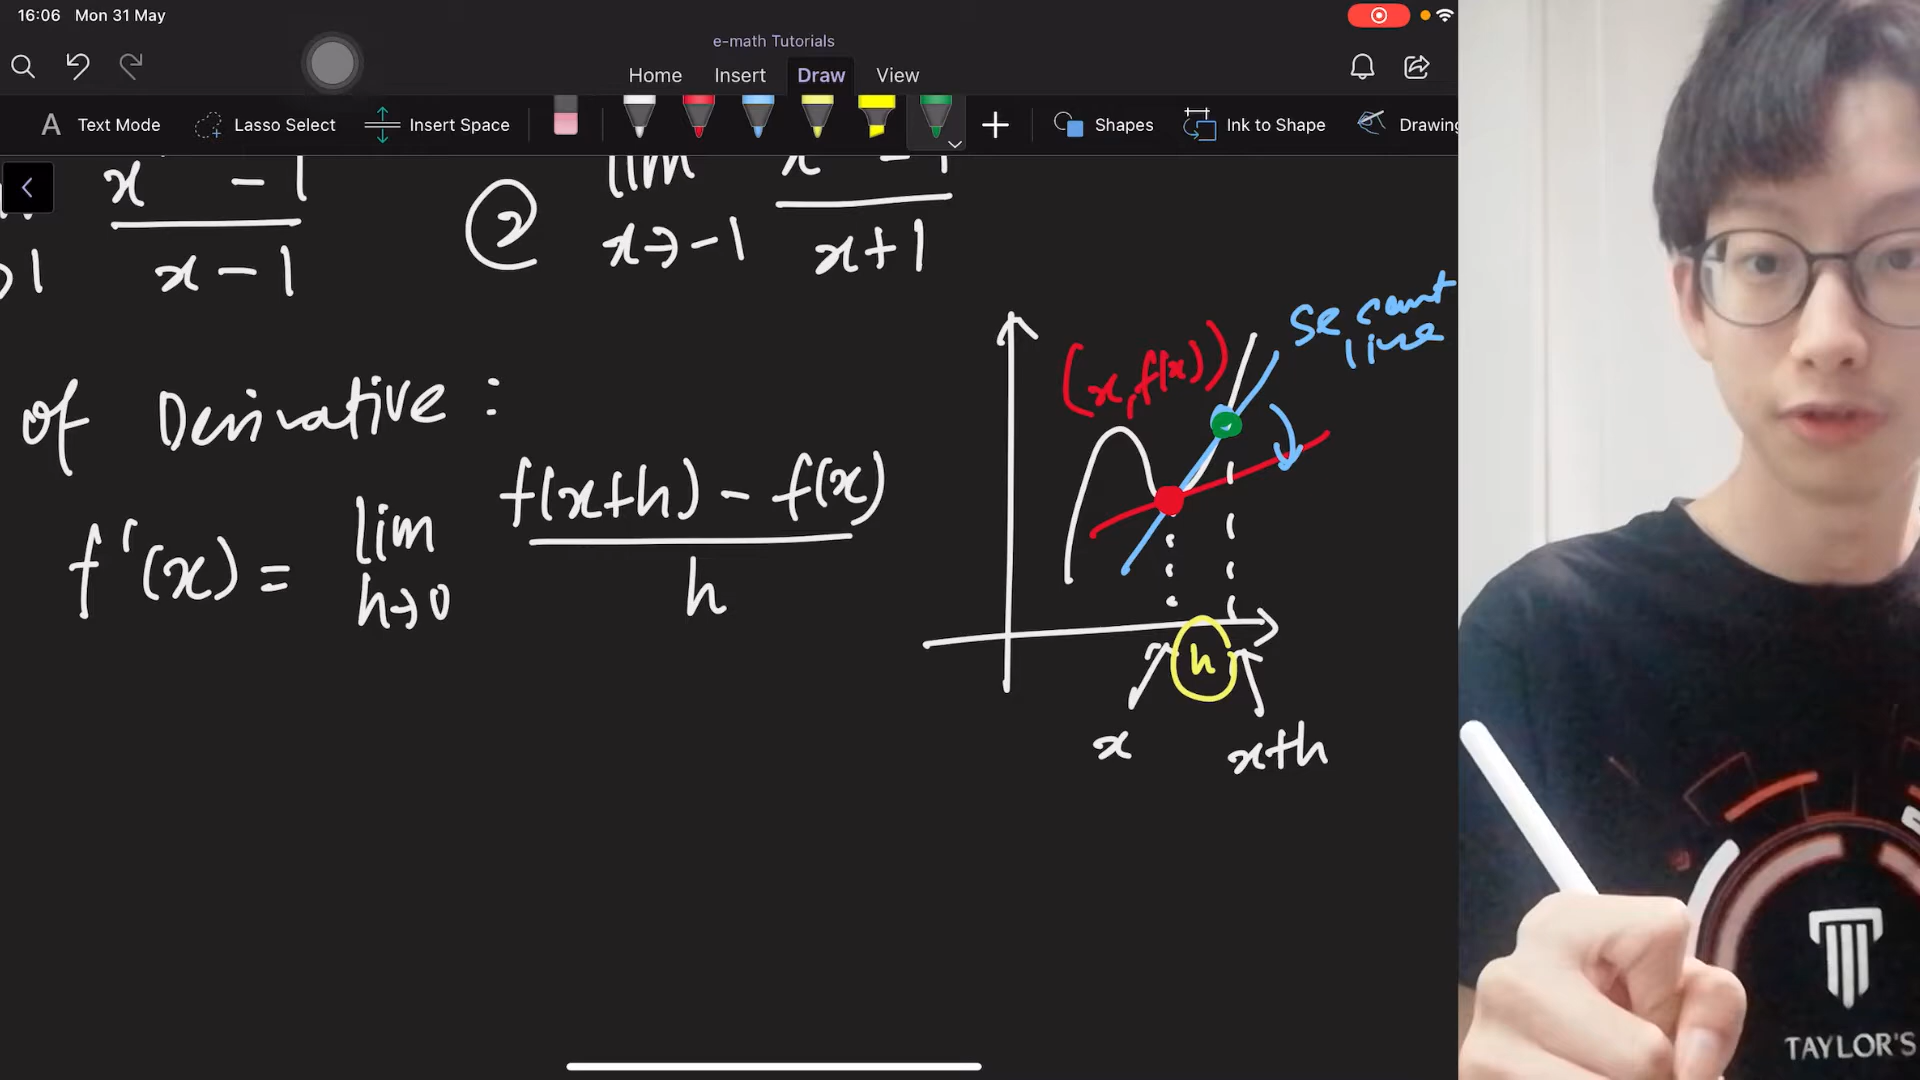 16:06 Mon 31 May
e-math Tutorials
Home Insert Draw View
A Text Mode Lasso Select Insert Space Shapes Ink to Shape Drawing
x - 1
x - 1
>1
② lim
x→-1
x - 1
x+1
secant
line
(x, f(x))
of Derivative :
f'(x) = lim
h→0
f(x+h) - f(x)
h
h
x
x+h
TAYLOR'S